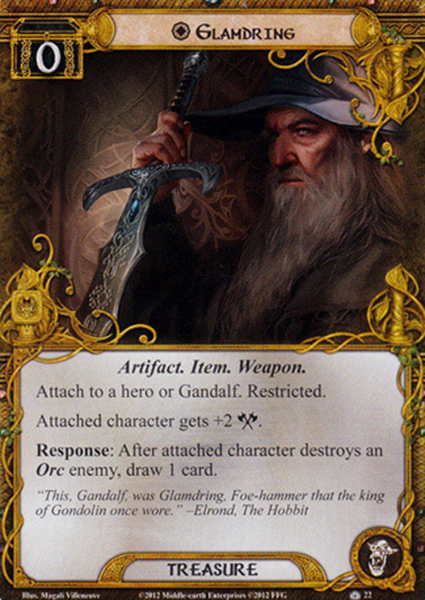 GLAMDRING
0
Artifact. Item. Weapon.
Attach to a hero or Gandalf. Restricted.
Attached character gets +2 .
Response: After attached character destroys an
Orc enemy, draw 1 card.
“This, Gandalf, was Glamdring, Foe-hammer that the king
of Gondolin once wore.” –Elrond, The Hobbit
TREASURE
Illus. Magali Villeneuve ©2012 Middle-earth Enterprises ©2012 FFG 22